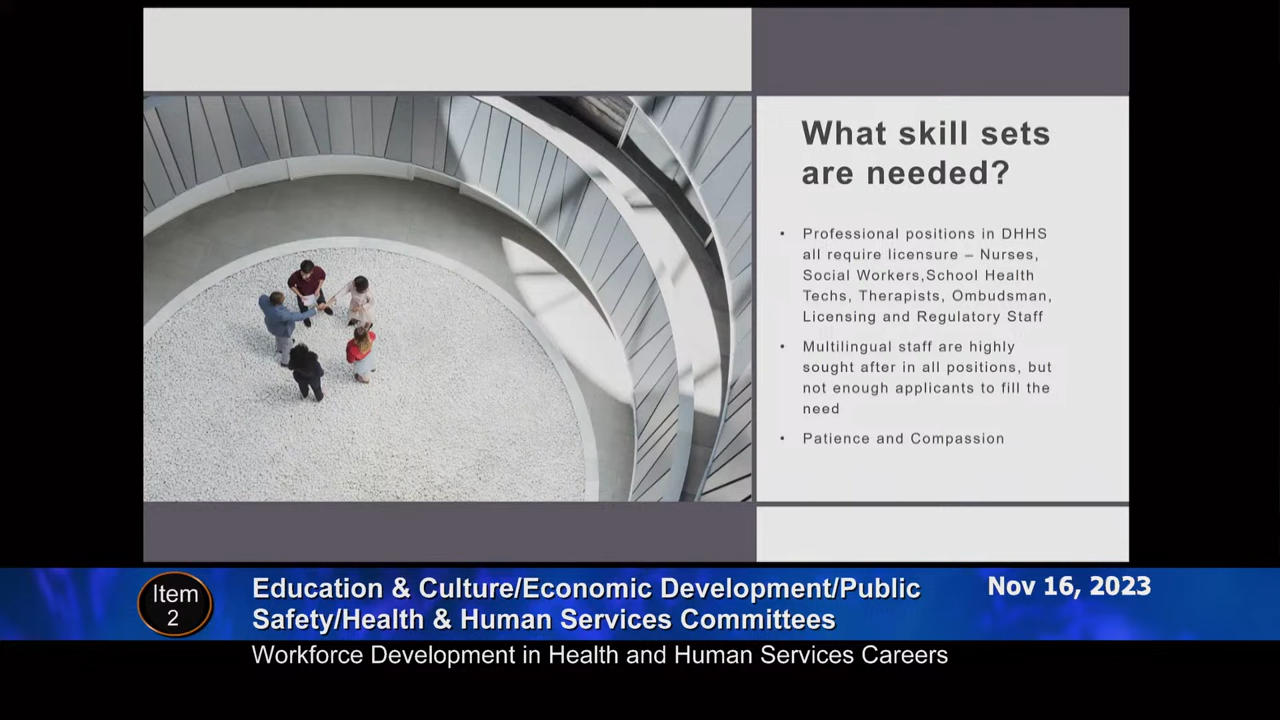 What skill sets
are needed?
• Professional positions in DHHS
all require licensure – Nurses,
Social Workers,School Health
Techs, Therapists, Ombudsman,
Licensing and Regulatory Staff
• Multilingual staff are highly
sought after in all positions, but
not enough applicants to fill the
need
• Patience and Compassion
Item
2
Education & Culture/Economic Development/Public
Safety/Health & Human Services Committees
Nov 16, 2023
Workforce Development in Health and Human Services Careers